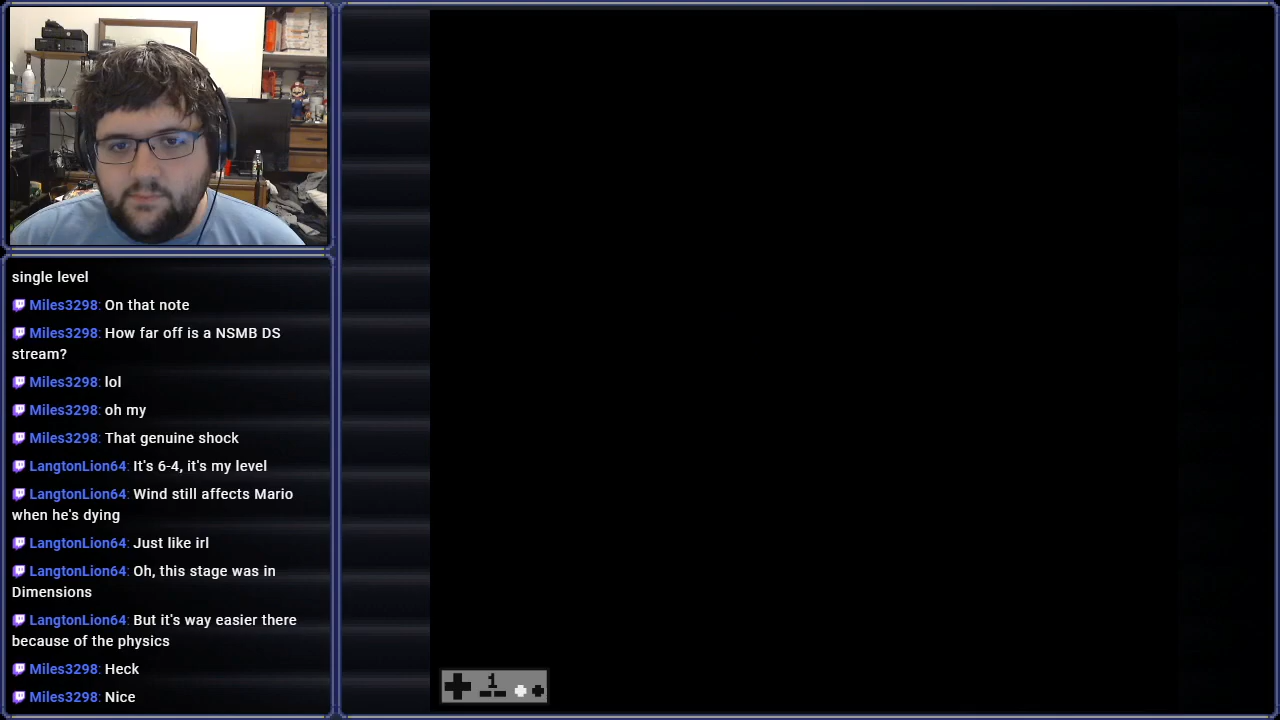 single level
Miles3298: On that note
Miles3298: How far off is a NSMB DS
stream?
Miles3298: lol
Miles3298: oh my
Miles3298: That genuine shock
LangtonLion64: It's 6-4, it's my level
LangtonLion64: Wind still affects Mario
when he's dying
LangtonLion64: Just like irl
LangtonLion64: Oh, this stage was in
Dimensions
LangtonLion64: But it's way easier there
because of the physics
Miles3298: Heck
Miles3298: Nice
1